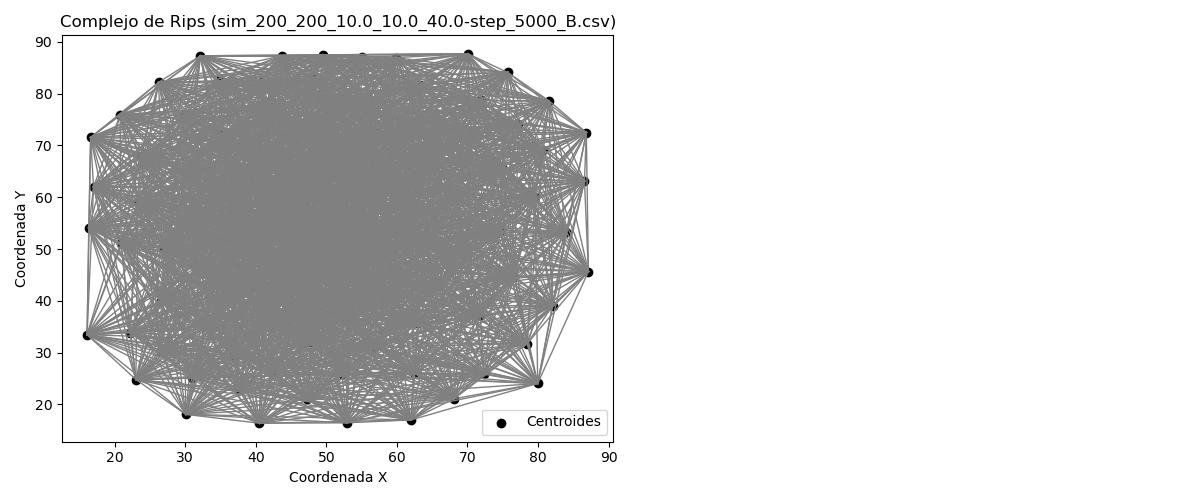 Complejo de Rips (sim_200_200_10.0_10.0_40.0-step_5000_B.csv)
90
80
70
60
50
40
30
20
Coordenada Y
Centroides
20 30 40 50 60 70 80 90
Coordenada X